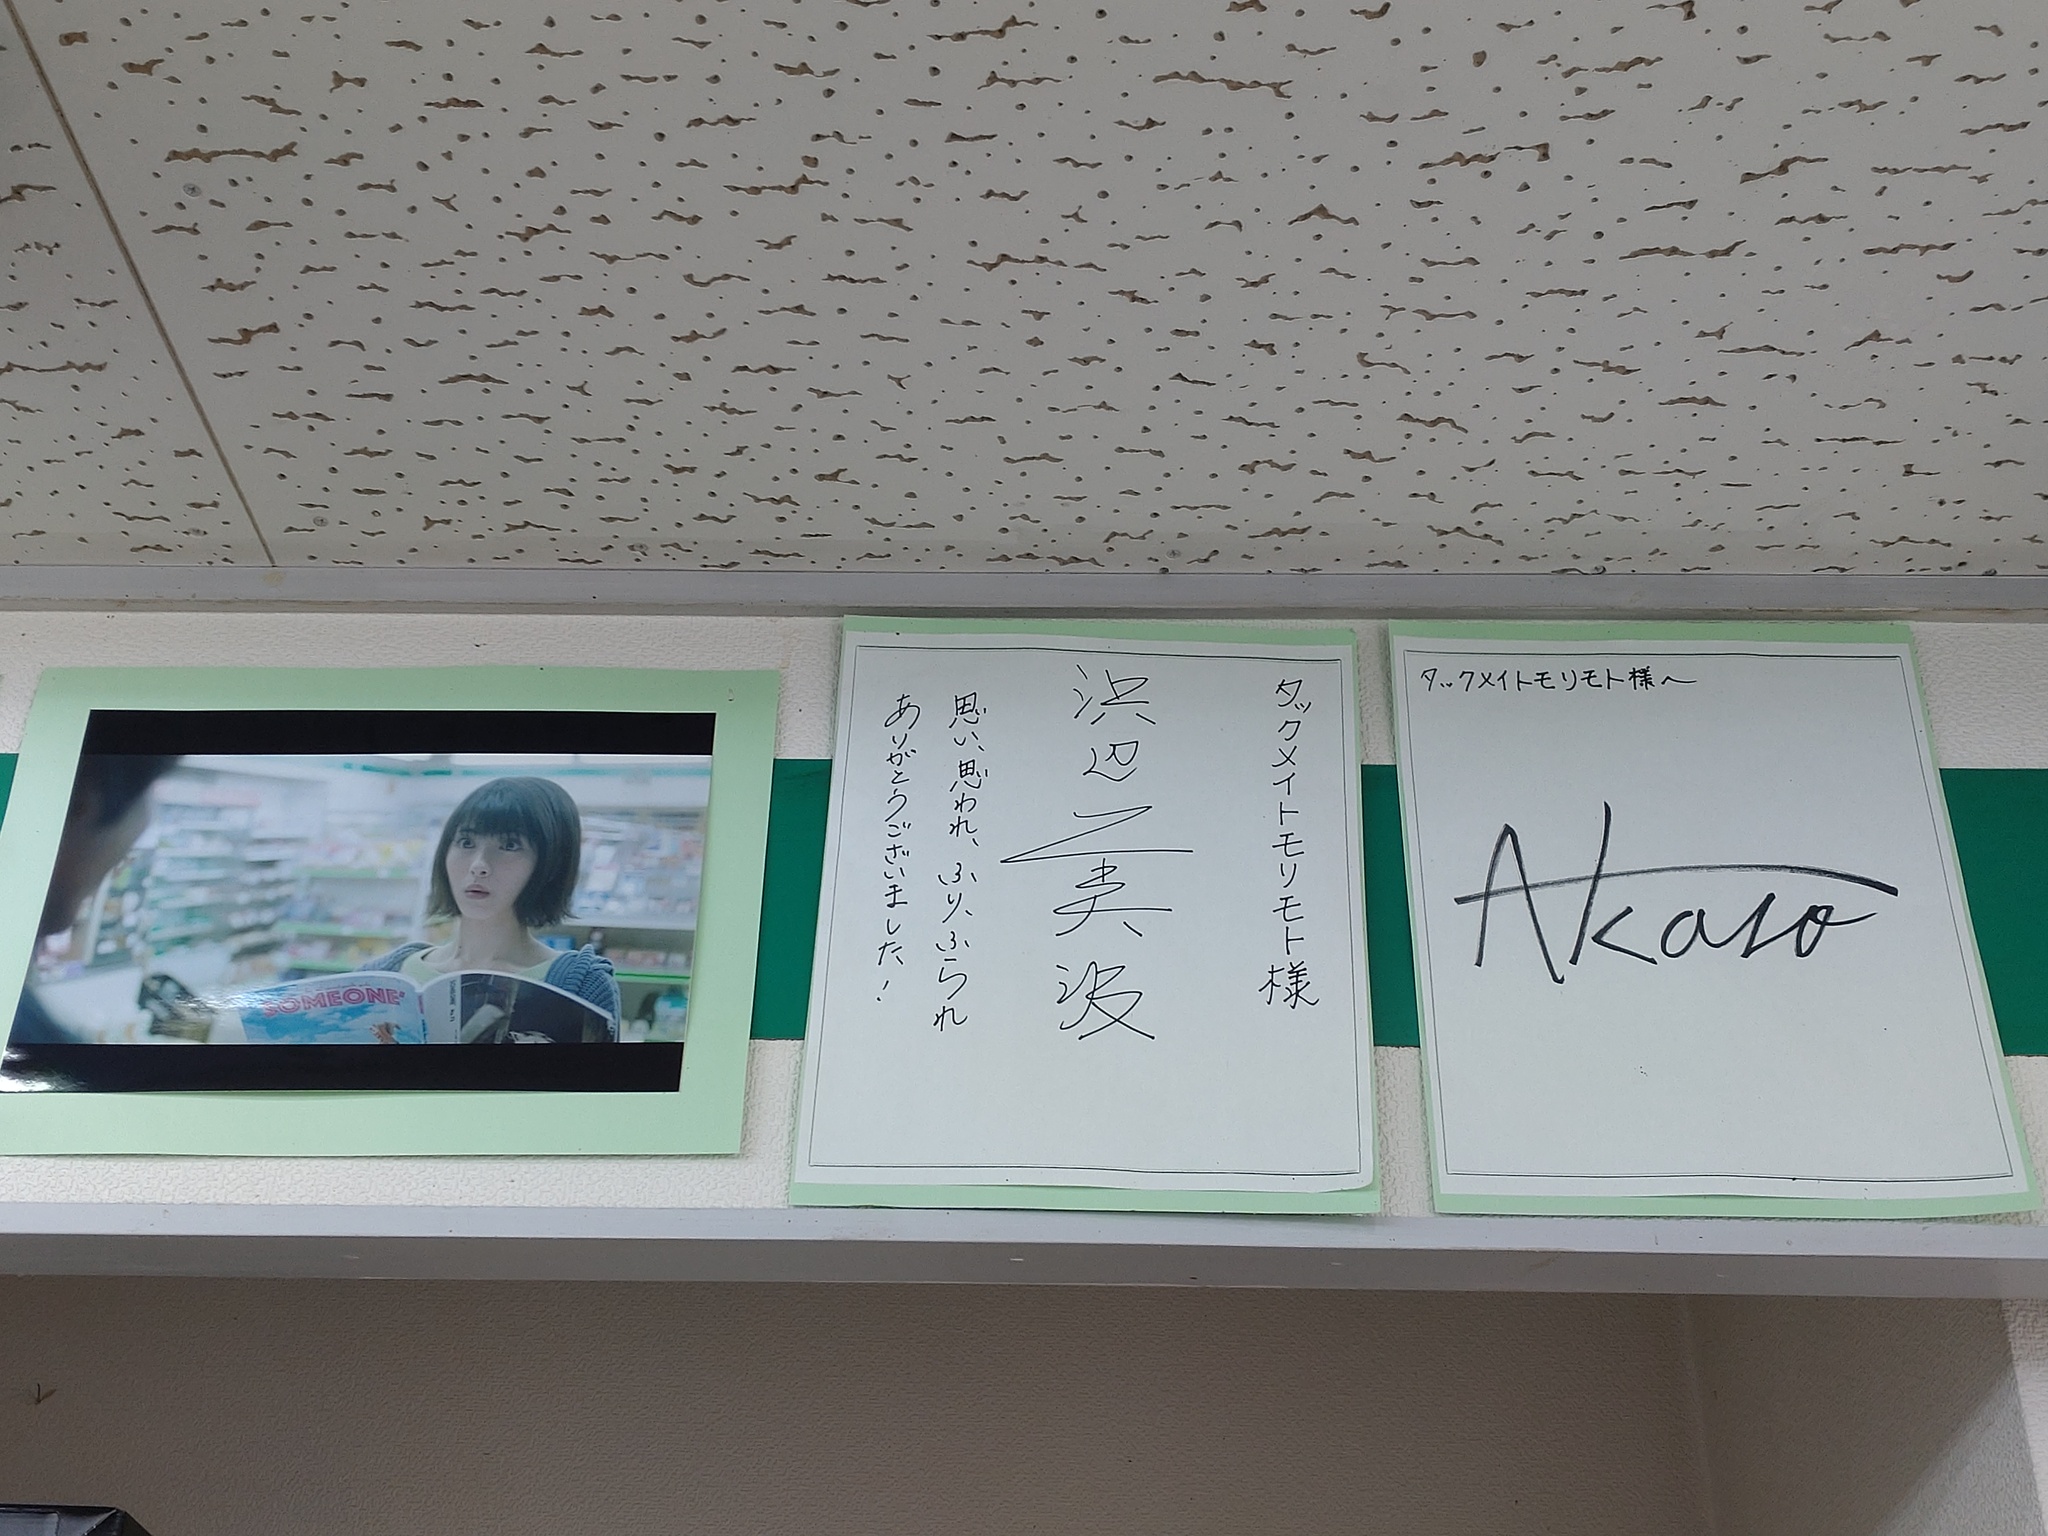 SOMEONE
タックメイトモリモト様
浜辺美波
思い、思われ、ふり、ふられ
ありがとうございました!
タックメイトモリモト様へ
Akaso